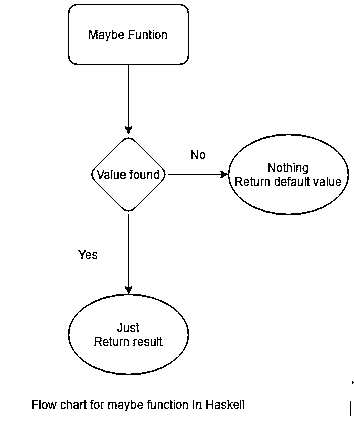 Maybe Funtion
Value found
No
Nothing
Return default value
Yes
Just
Return result
Flow chart for maybe function in Haskell